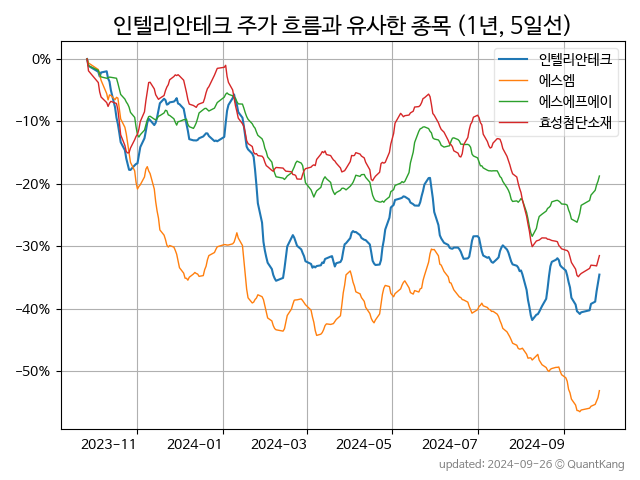 인텔리안테크 주가 흐름과 유사한 종목 (1년, 5일선)
인텔리안테크
에스엠
에스에프에이
효성첨단소재
0%
−10%
−20%
−30%
−40%
−50%
2023-11
2024-01
2024-03
2024-05
2024-07
2024-09
updated: 2024-09-26 © QuantKang